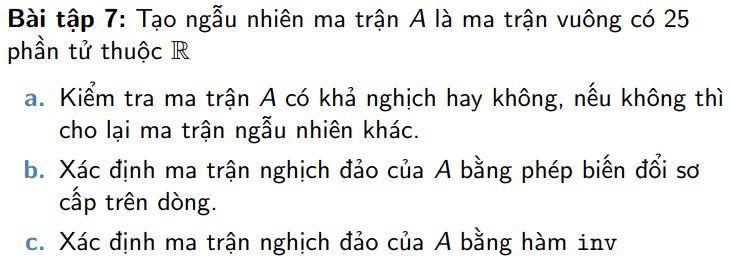 Bài tập 7: Tạo ngẫu nhiên ma trận A là ma trận vuông có 25
phần tử thuộc ℝ
a. Kiểm tra ma trận A có khả nghịch hay không, nếu không thì
cho lại ma trận ngẫu nhiên khác.
b. Xác định ma trận nghịch đảo của A bằng phép biến đổi sơ
cấp trên dòng.
c. Xác định ma trận nghịch đảo của A bằng hàm inv